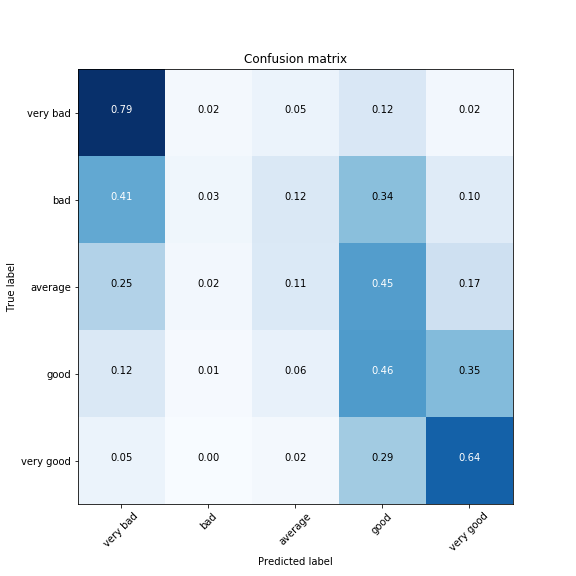 Confusion matrix
very bad 0.79 0.02 0.05 0.12 0.02
bad 0.41 0.03 0.12 0.34 0.10
average 0.25 0.02 0.11 0.45 0.17
good 0.12 0.01 0.06 0.46 0.35
very good 0.05 0.00 0.02 0.29 0.64
True label
very bad bad average good very good
Predicted label